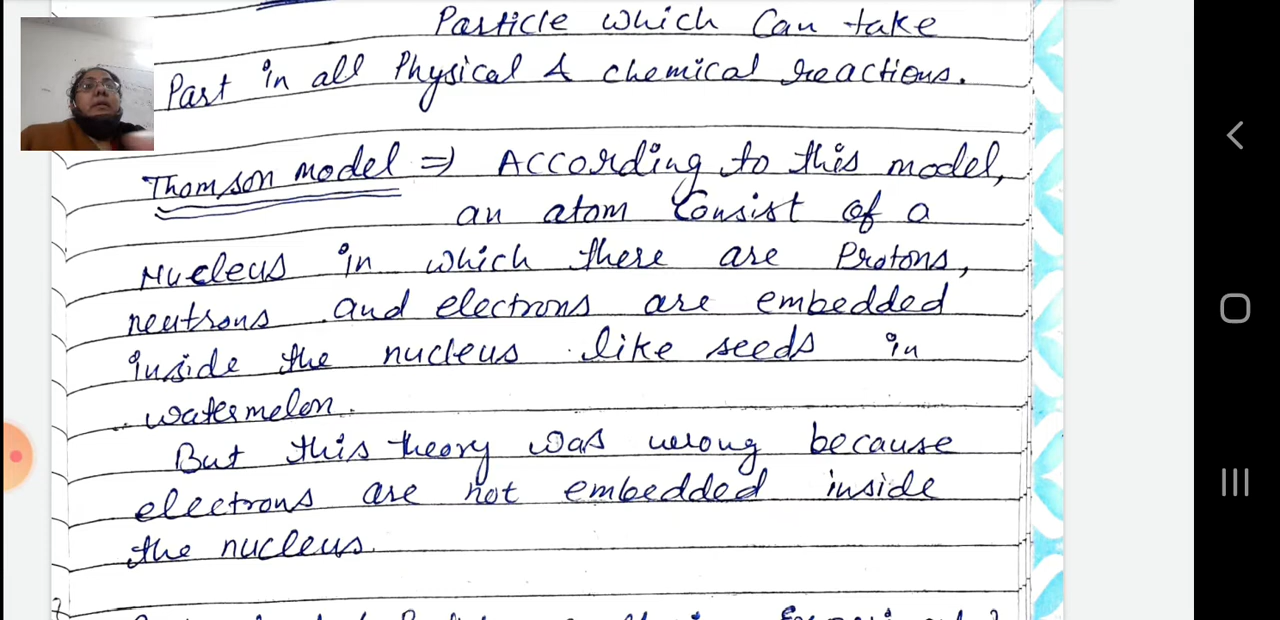 Particle which can take
Part in all Physical & chemical reactions.
Thomson model ⇒ According to this model,
an atom consist of a
Nucleus in which there are Protons,
neutrons and electrons are embedded
inside the nucleus like seeds in
watermelon.
But this theory was wrong because
electrons are not embedded inside
the nucleus.